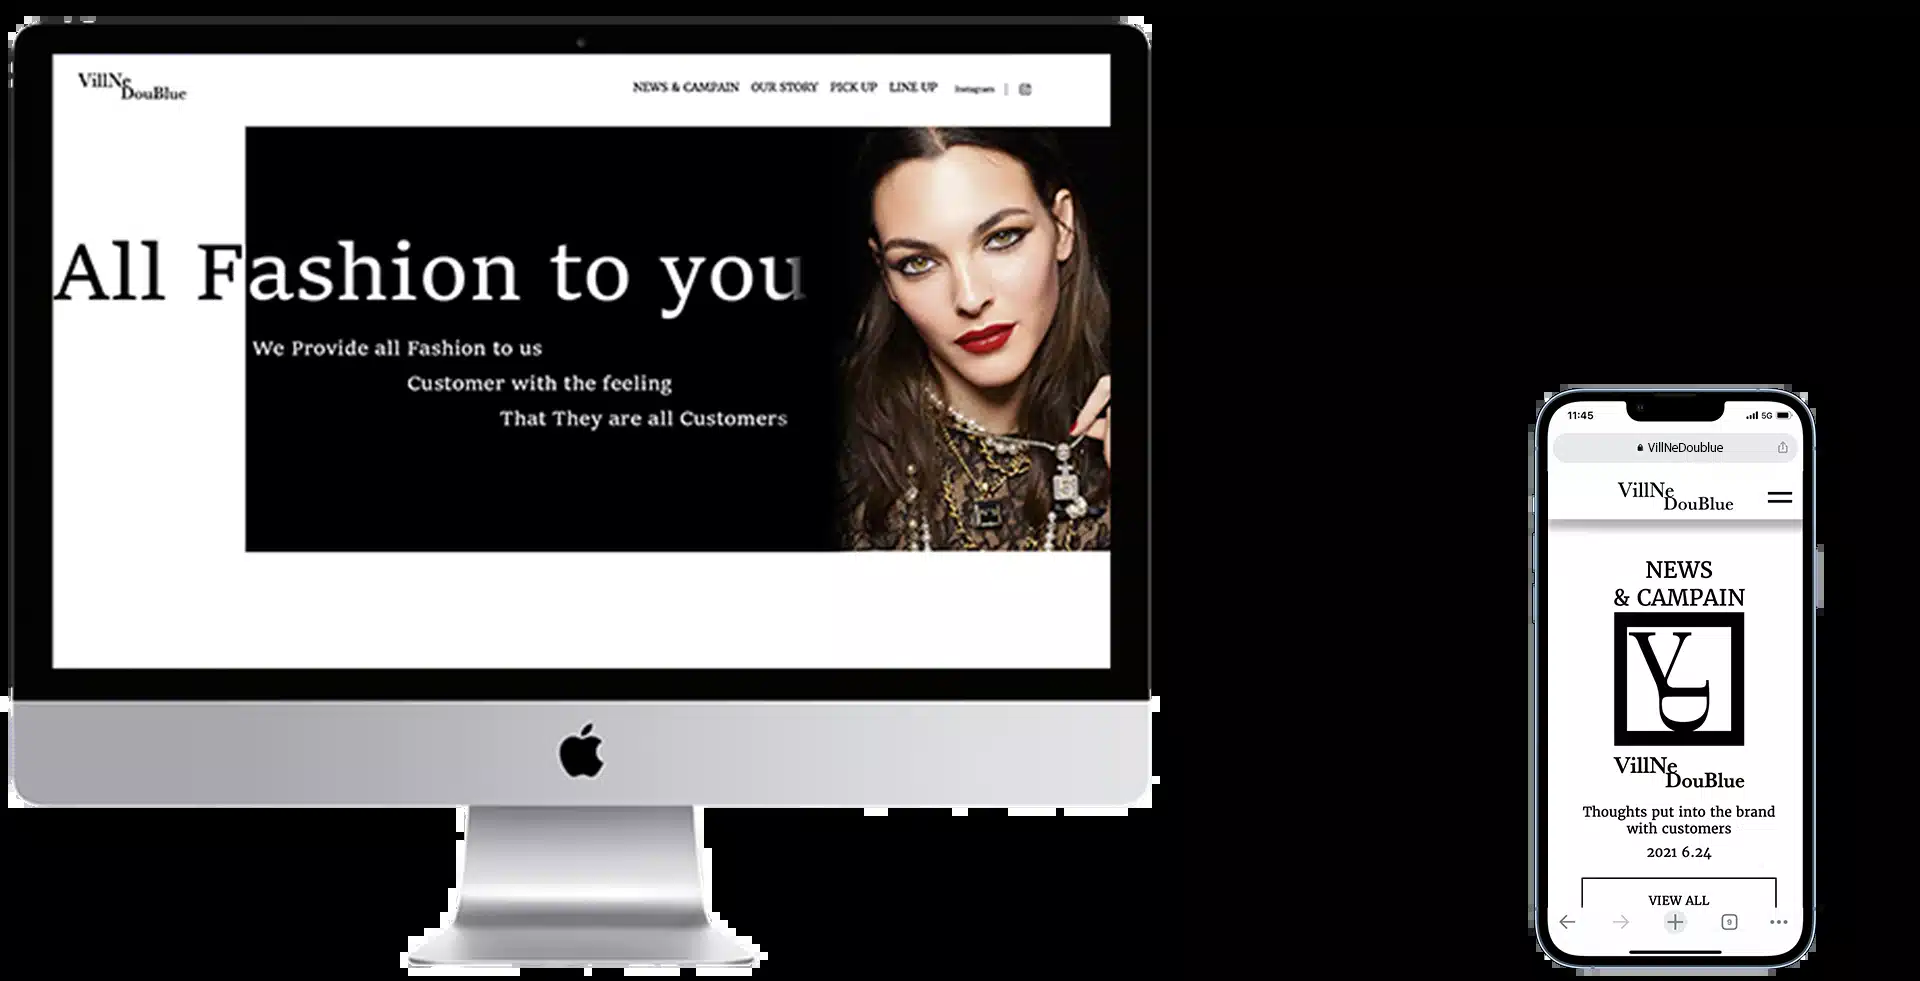 VillNe
DouBlue
NEWS & CAMPAIN OUR STORY PICK UP LINE UP Instagram |
All Fashion to you
We Provide all Fashion to us
Customer with the feeling
That They are all Customers
11:45 5G
VillNeDoublue
VillNe
DouBlue
NEWS
& CAMPAIN
VD
VillNe
DouBlue
Thoughts put into the brand
with customers
2021 6.24
VIEW ALL
9